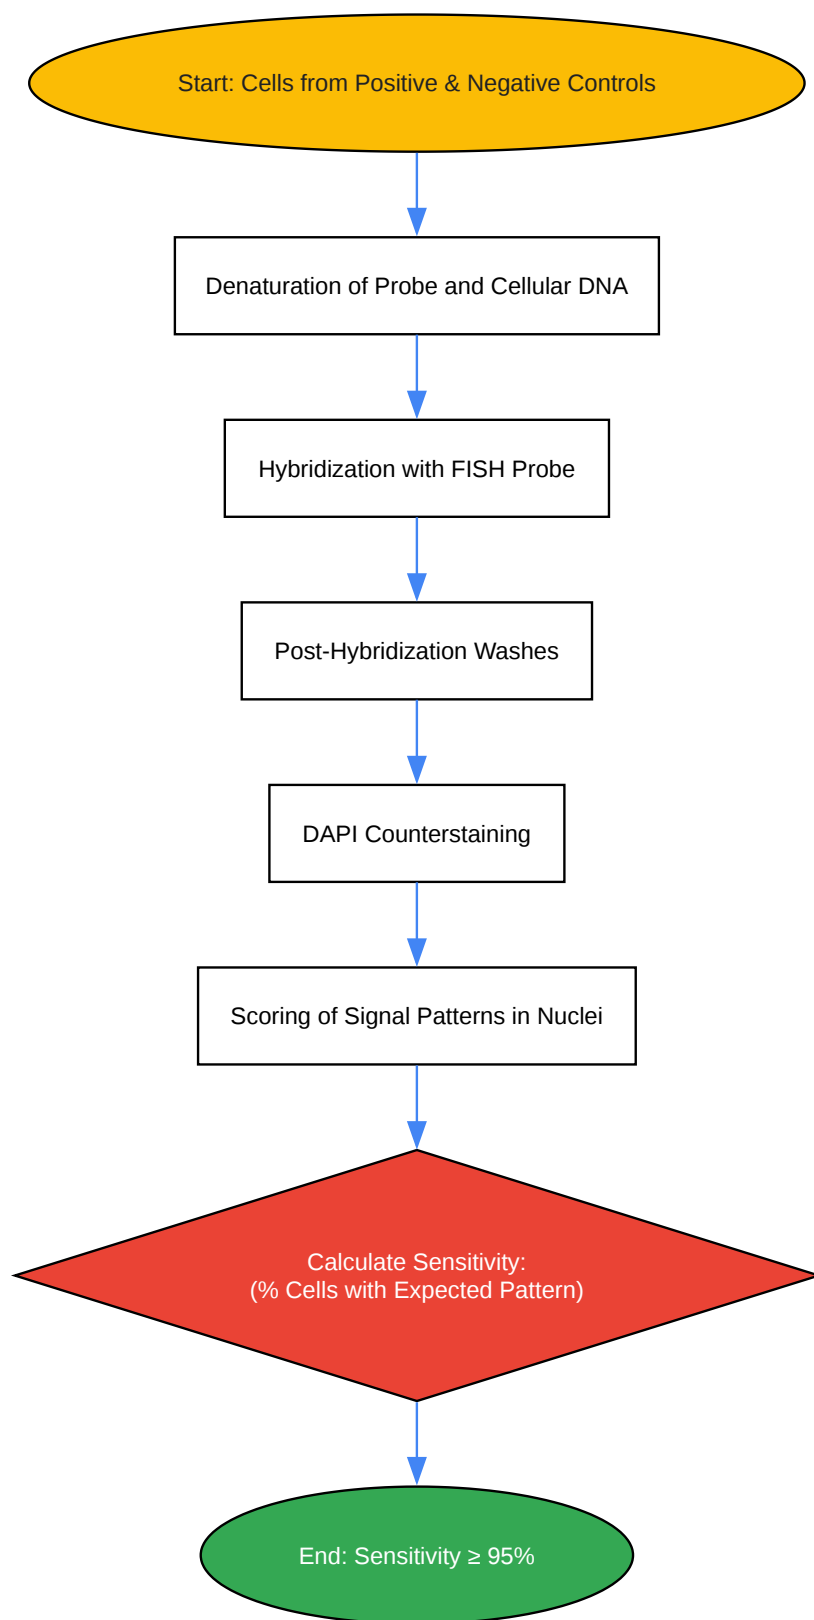 Start: Cells from Positive & Negative Controls
Denaturation of Probe and Cellular DNA
Hybridization with FISH Probe
Post-Hybridization Washes
DAPI Counterstaining
Scoring of Signal Patterns in Nuclei
Calculate Sensitivity:
(% Cells with Expected Pattern)
End: Sensitivity ≥ 95%